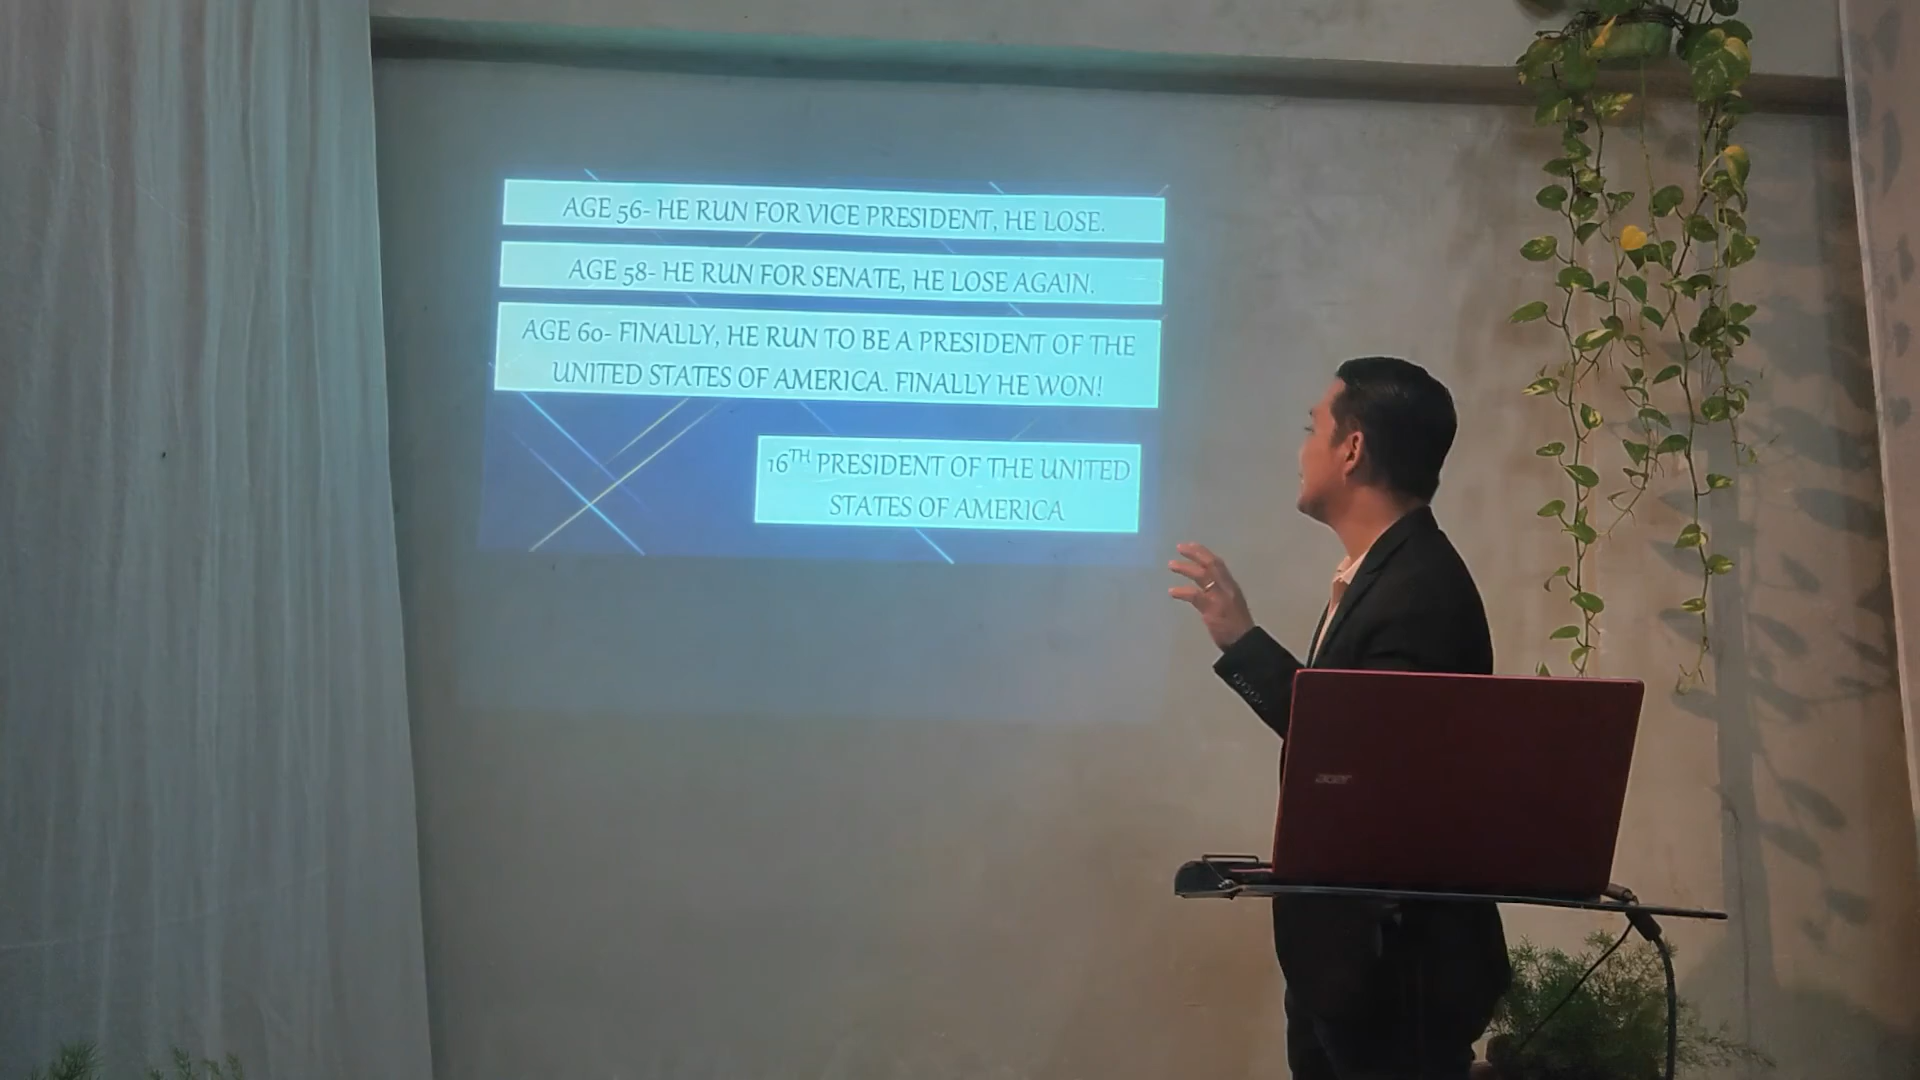 AGE 56- HE RUN FOR VICE PRESIDENT, HE LOSE.
AGE 58- HE RUN FOR SENATE, HE LOSE AGAIN.
AGE 60- FINALLY, HE RUN TO BE A PRESIDENT OF THE
UNITED STATES OF AMERICA. FINALLY HE WON!
16TH PRESIDENT OF THE UNITED
STATES OF AMERICA
acer